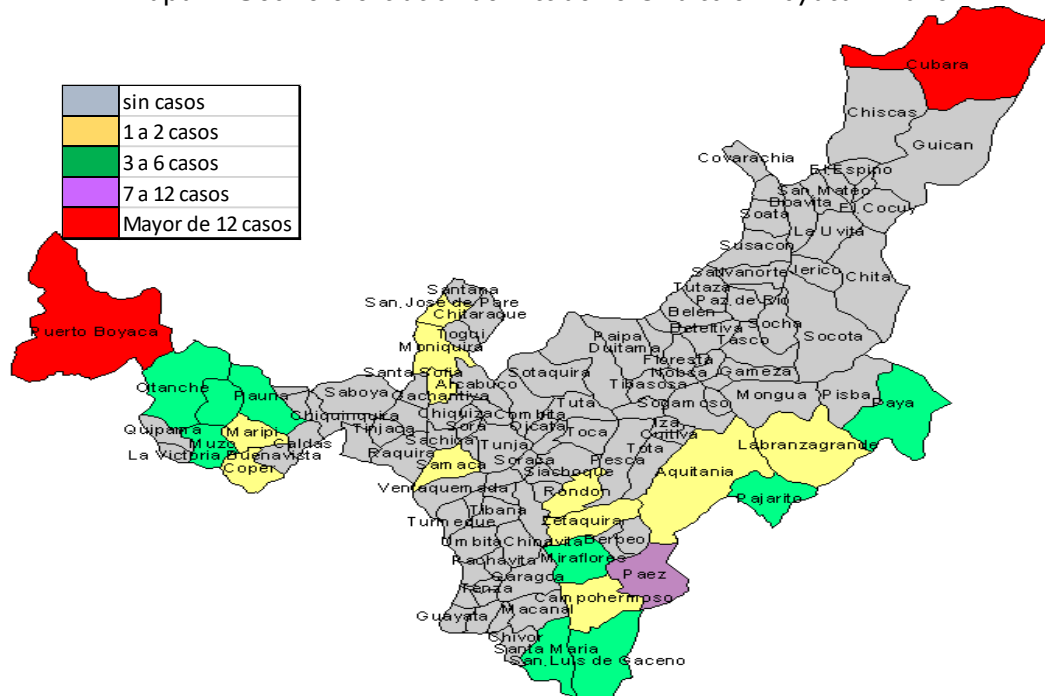 sin casos
1 a 2 casos
3 a 6 casos
7 a 12 casos
Mayor de 12 casos
Cubara
Chiscas
Guican
Covarachia
El.Espino
San Mateo
Boavita
El.Cocuy
Soata
La Uvita
Susacon
Sativanorte
Jerico
Chita
Tutaza
Paz.de.Rio
Belen
Beteitiva
Socha
Tasco
Socota
Santana
San.Jose de Pare
Chitaraque
Togui
Moniquira
Puerto Boyaca
Paipa
Duitama
Floresta
Nobsa
Gameza
Santa Sofia
Arcabuco
Sotaquira
Tibasosa
Otanche
Pauna
Saboya
Gachantiva
Tuta
Sogamoso
Mongua
Pisba
Paya
Chiquinquira
Chiquiza
Combita
Quipama
Maripi
Tinjaca
Sora
Oicata
Toca
Iza
Cuitiva
Muzo
Caldas
Sachica
Tunja
Tota
Labranzagrande
La Victoria
Buenavista
Raquira
Soraca
Pesca
Coper
Samaca
Siachoque
Aquitania
Ventaquemada
Rondon
Pajarito
Tibana
Turmeque
Zetaquira
Umbita
Chinavita
Berbeo
Pachavita
Miraflores
Garagoa
Paez
Tenza
Campohermoso
Guayata
Macanal
Chivor
Santa Maria
San.Luis de Gaceno